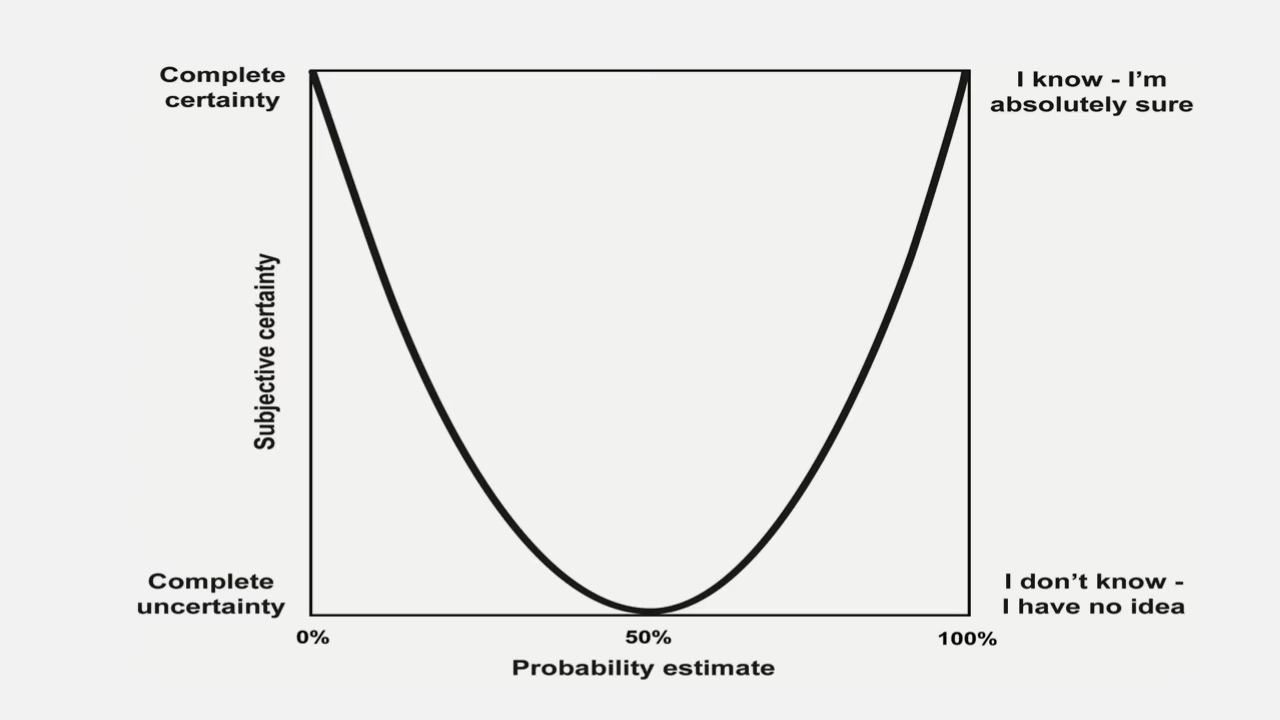 Complete
certainty
I know - I’m
absolutely sure
Subjective certainty
Complete
uncertainty
I don’t know -
I have no idea
0%
50%
100%
Probability estimate